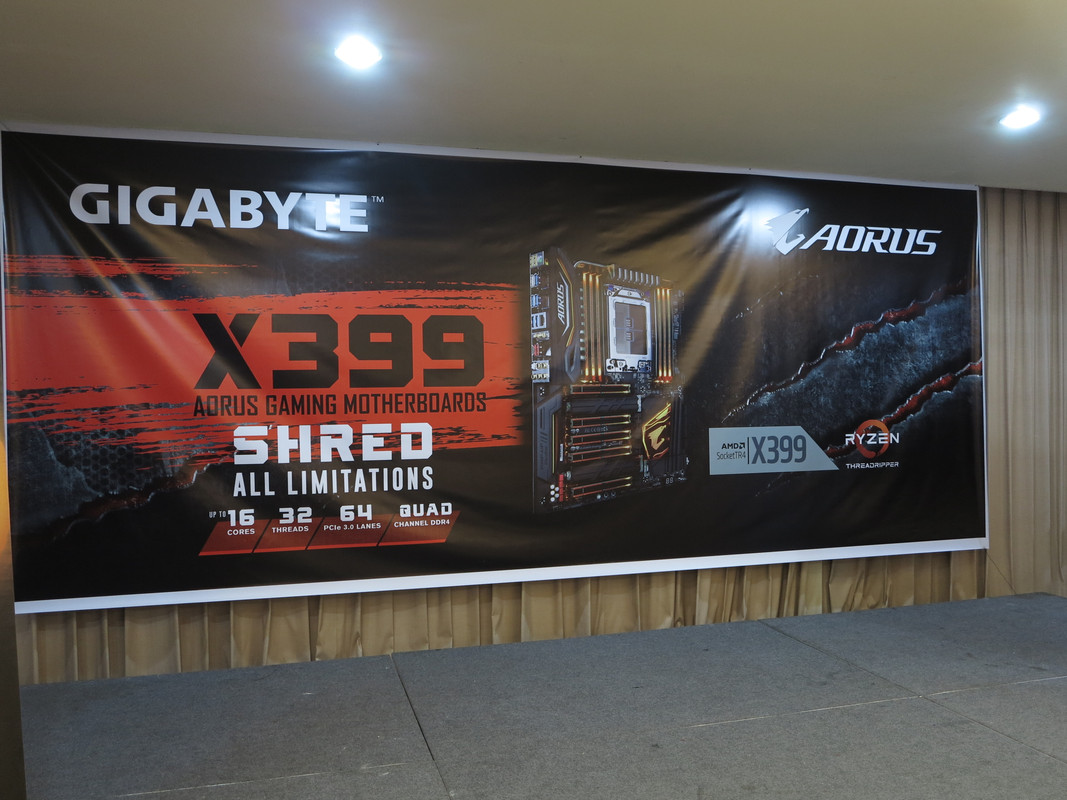 GIGABYTE™
AORUS
X399
AORUS GAMING MOTHERBOARDS
SHRED
ALL LIMITATIONS
UP TO 16 CORES
32 THREADS
64 PCIe 3.0 LANES
QUAD CHANNEL DDR4
AORUS
AMD
SocketTR4
X399
RYZEN
THREADRIPPER